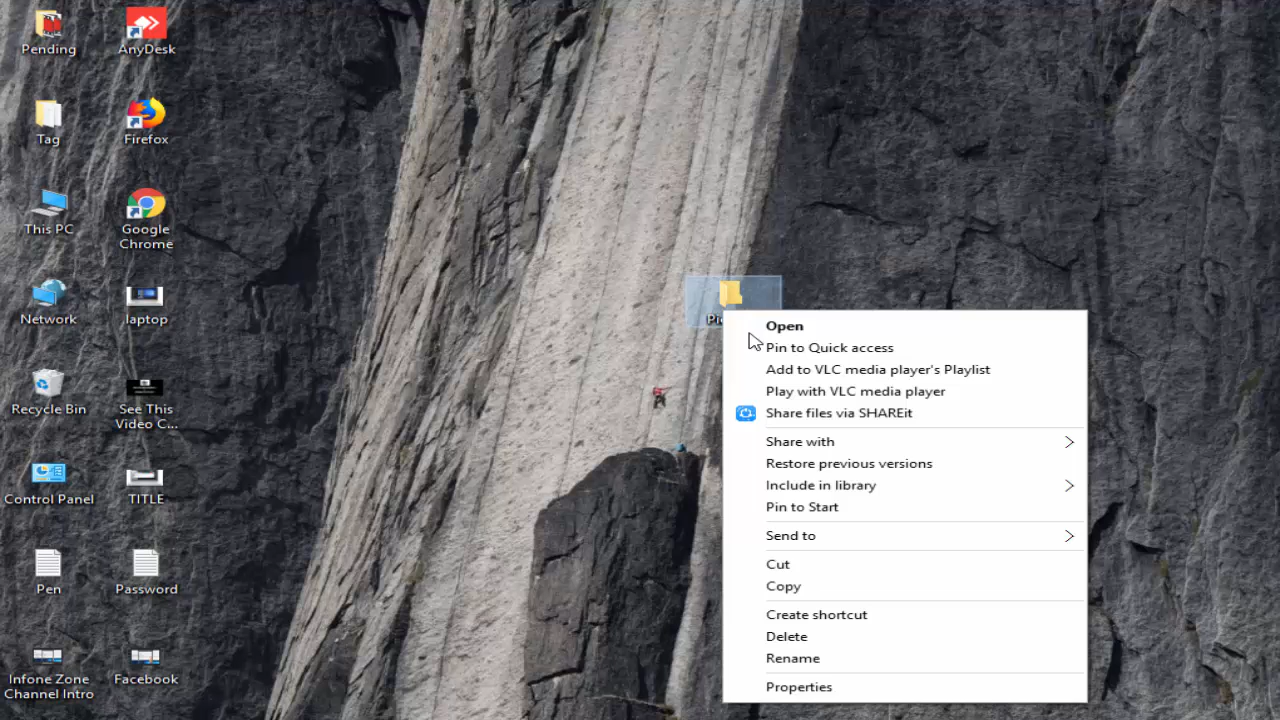 Pending
AnyDesk
Tag
Firefox
This PC
Google
Chrome
Network
laptop
Recycle Bin
See This
Video C...
Control Panel
TITLE
Pen
Password
Infone Zone
Channel Intro
Facebook
Open
Pin to Quick access
Add to VLC media player's Playlist
Play with VLC media player
Share files via SHAREit
Share with
Restore previous versions
Include in library
Pin to Start
Send to
Cut
Copy
Create shortcut
Delete
Rename
Properties